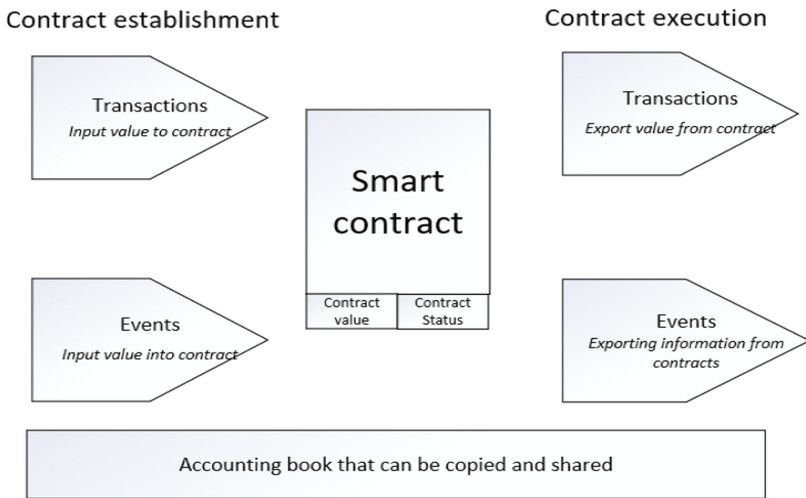 Contract establishment
Contract execution
Transactions
Input value to contract
Transactions
Export value from contract
Smart
contract
Contract
value
Contract
Status
Events
Input value into contract
Events
Exporting information from
contracts
Accounting book that can be copied and shared